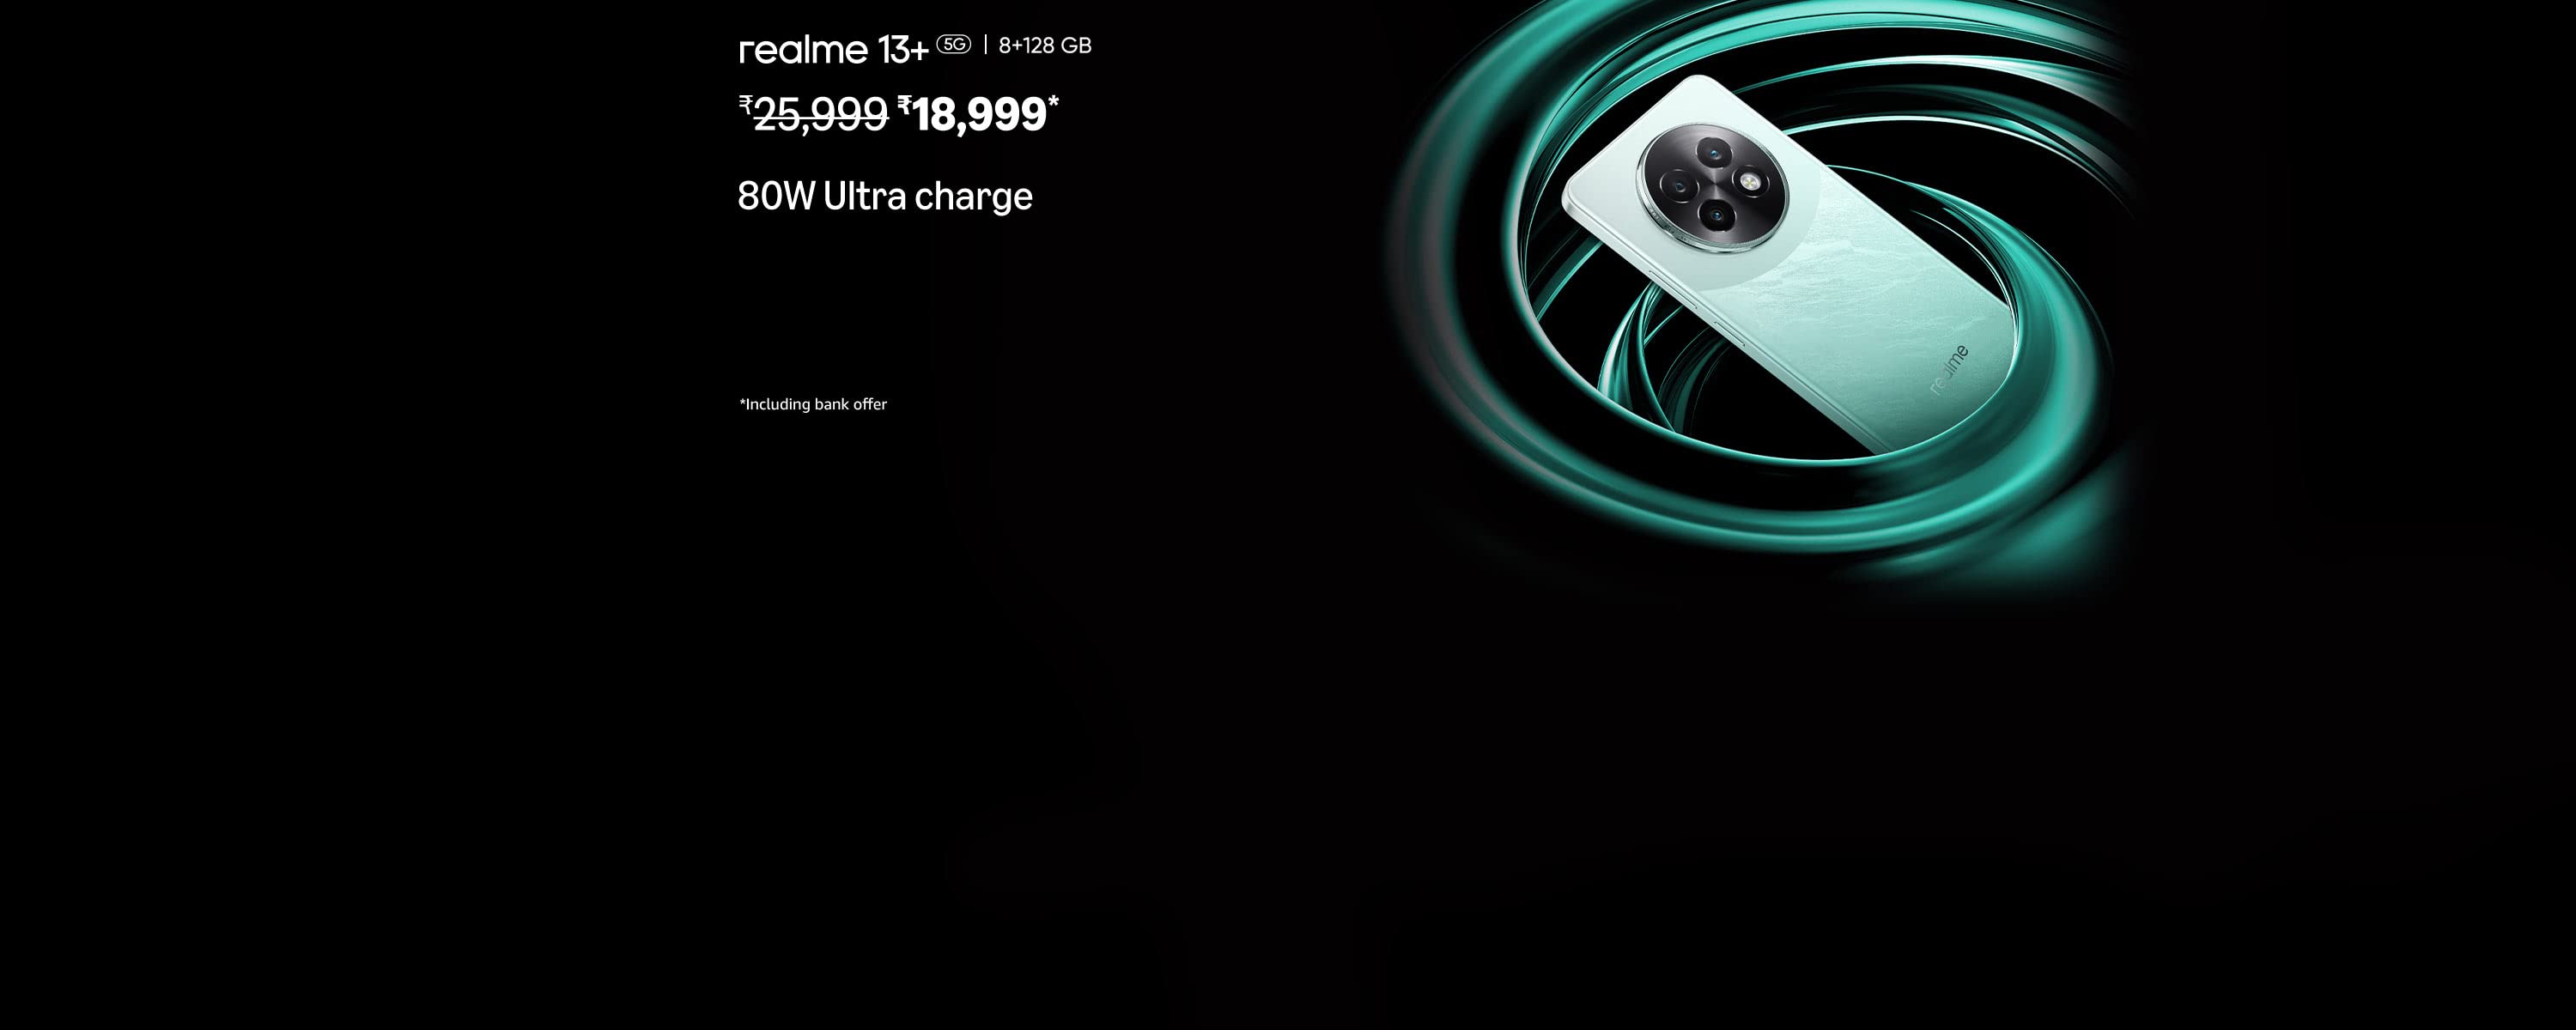 realme 13+ 5G | 8+128 GB
₹25,999 ₹18,999*
80W Ultra charge
*Including bank offer
realme